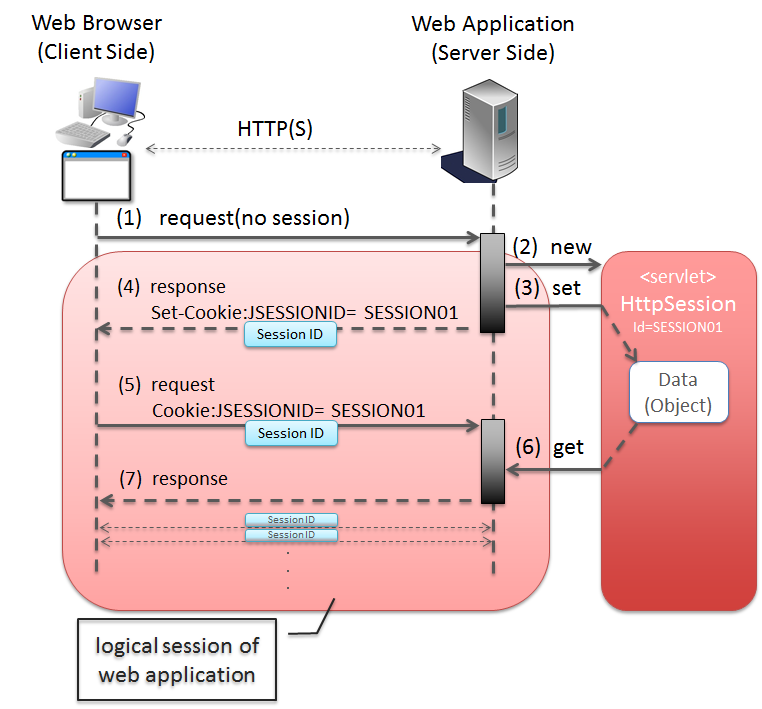 Web Browser
(Client Side)
Web Application
(Server Side)
HTTP(S)
(1) request(no session)
(2) new
(3) set
<servlet>
HttpSession
Id=SESSION01
(4) response
Set-Cookie:JSESSIONID= SESSION01
Session ID
Data
(Object)
(5) request
Cookie:JSESSIONID= SESSION01
Session ID
(6) get
(7) response
Session ID
Session ID
logical session of
web application